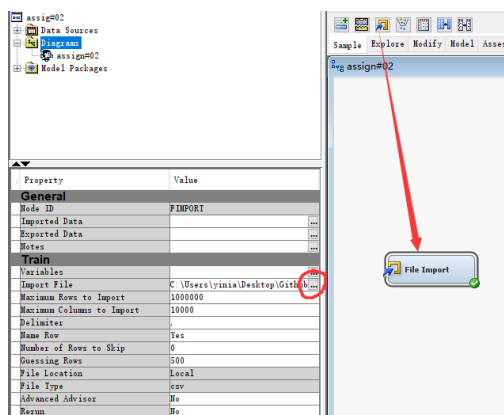 assig#02
Data Sources
Diagrams
assign#02
Model Packages
Sample Explore Modify Model Asses
assign#02
Property Value
General
Node ID FIMPORT
Imported Data ...
Exported Data ...
Notes ...
Train
Variables ...
Import File C:\Users\yinia\Desktop\Github ...
Maximum Rows to Import 1000000
Maximum Columns to Import 10000
Delimiter ,
Name Row Yes
Number of Rows to Skip 0
Guessing Rows 500
File Location Local
File Type csv
Advanced Advisor No
Rerun No
File Import